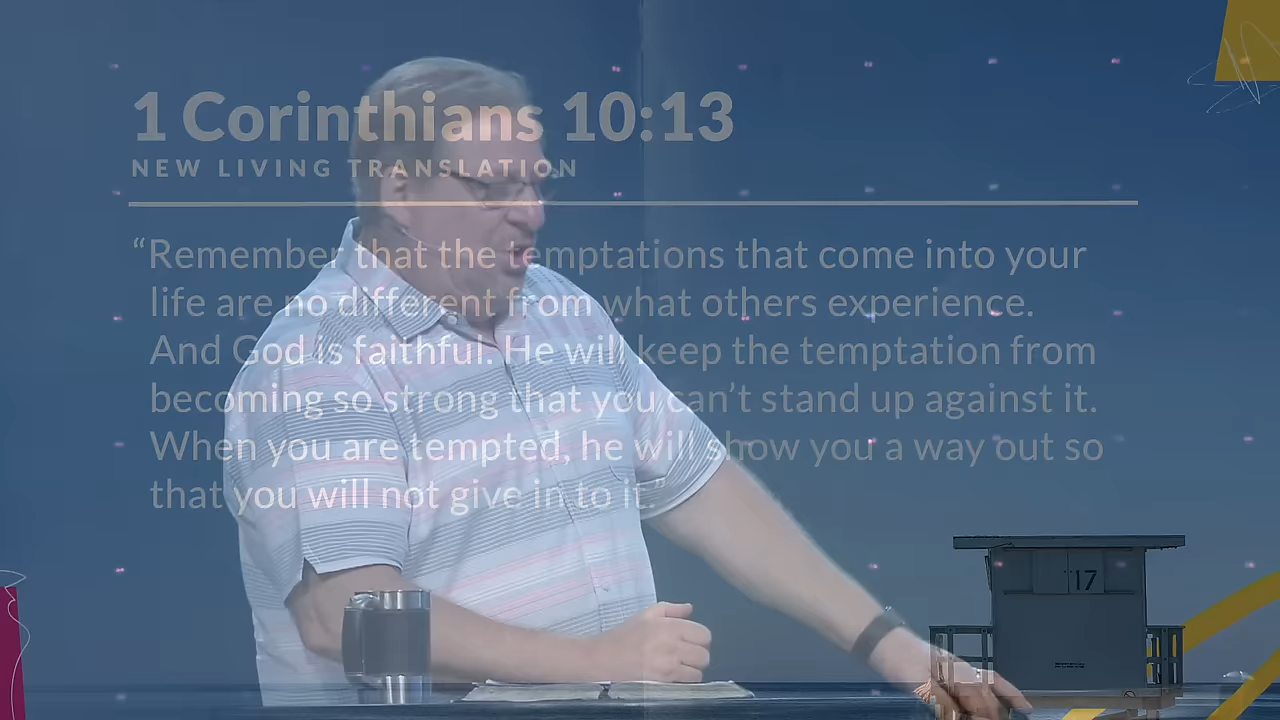 1 Corinthians 10:13
NEW LIVING TRANSLATION
“Remember that the temptations that come into your
life are no different from what others experience.
And God is faithful. He will keep the temptation from
becoming so strong that you can’t stand up against it.
When you are tempted, he will show you a way out so
that you will not give in to it.
17